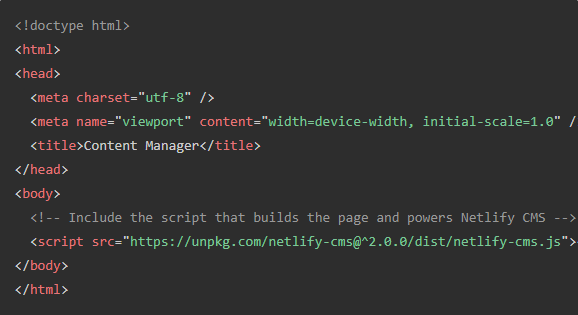 <!doctype html>
<html>
<head>
  <meta charset="utf-8" />
  <meta name="viewport" content="width=device-width, initial-scale=1.0" /
  <title>Content Manager</title>
</head>
<body>
  <!-- Include the script that builds the page and powers Netlify CMS -->
  <script src="https://unpkg.com/netlify-cms@^2.0.0/dist/netlify-cms.js">
</body>
</html>